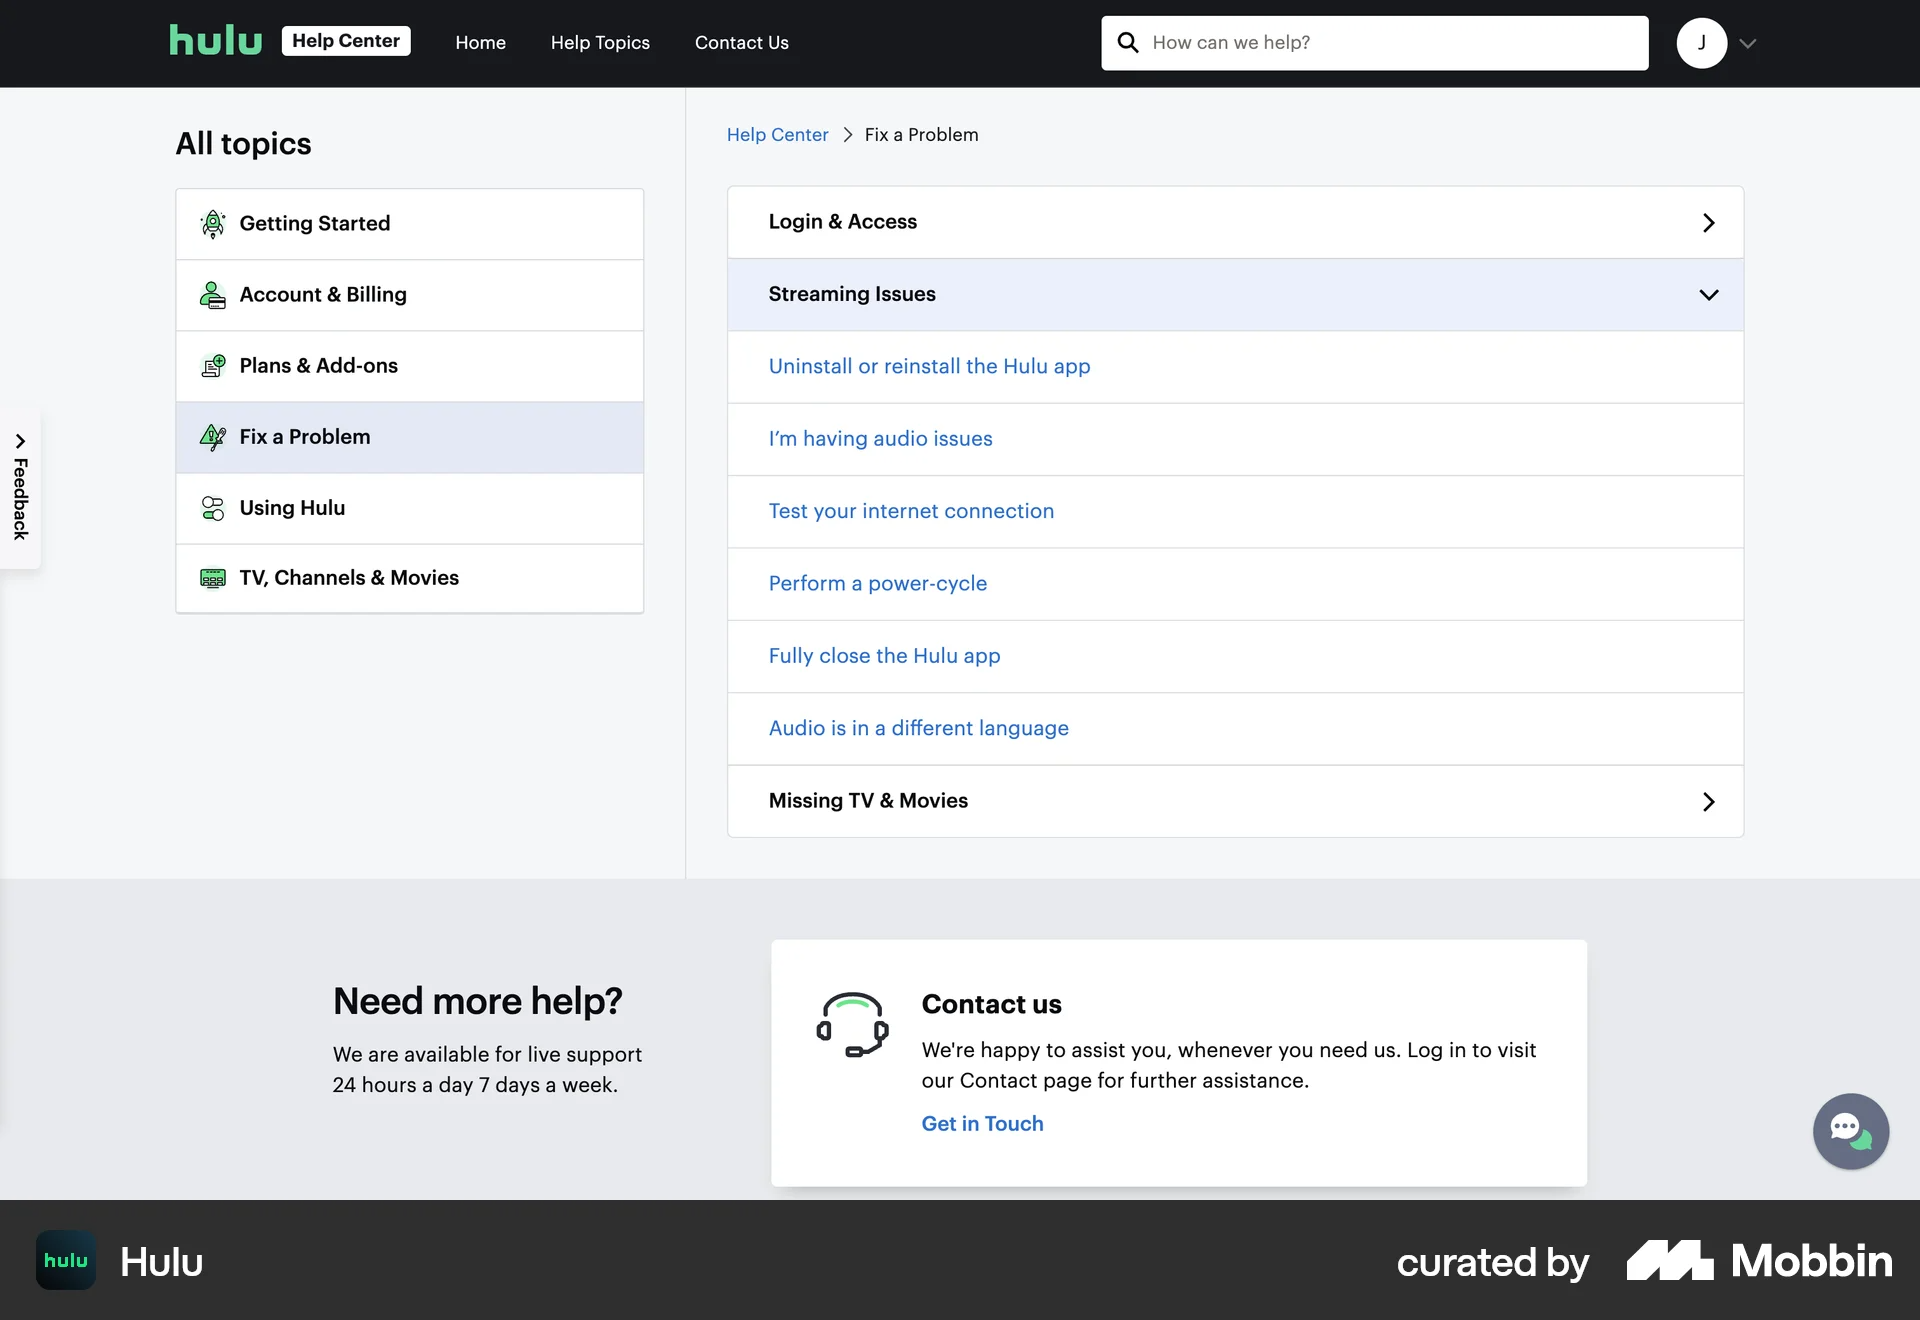 hulu Help Center Home Help Topics Contact Us How can we help? J
All topics
Getting Started
Account & Billing
Plans & Add-ons
Fix a Problem
Using Hulu
TV, Channels & Movies
Feedback
Help Center > Fix a Problem
Login & Access
Streaming Issues
Uninstall or reinstall the Hulu app
I’m having audio issues
Test your internet connection
Perform a power-cycle
Fully close the Hulu app
Audio is in a different language
Missing TV & Movies
Need more help?
We are available for live support
24 hours a day 7 days a week.
Contact us
We're happy to assist you, whenever you need us. Log in to visit
our Contact page for further assistance.
Get in Touch
hulu Hulu
curated by Mobbin